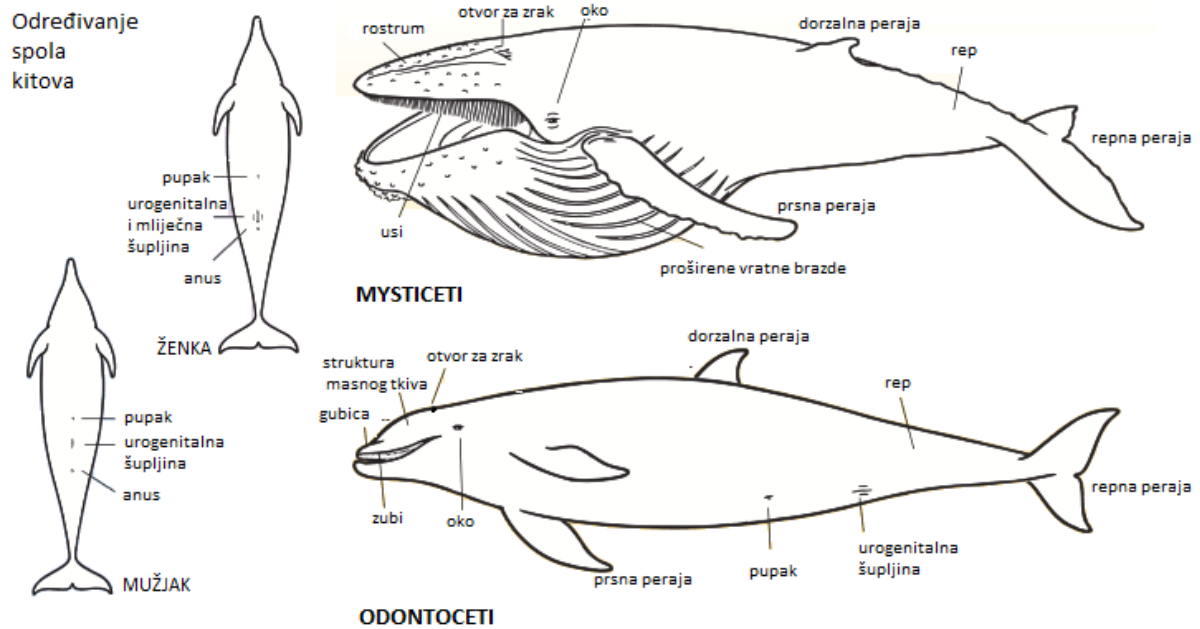 Određivanje
spola
kitova
pupak
urogenitalna
i mliječna
šupljina
anus
ŽENKA
pupak
urogenitalna
šupljina
anus
MUŽJAK
rostrum
otvor za zrak
oko
dorzalna peraja
rep
repna peraja
prsna peraja
usi
proširene vratne brazde
MYSTICETI
dorzalna peraja
struktura
masnog tkiva
otvor za zrak
gubica
rep
zubi
oko
repna peraja
prsna peraja
pupak
urogenitalna
šupljina
ODONTOCETI